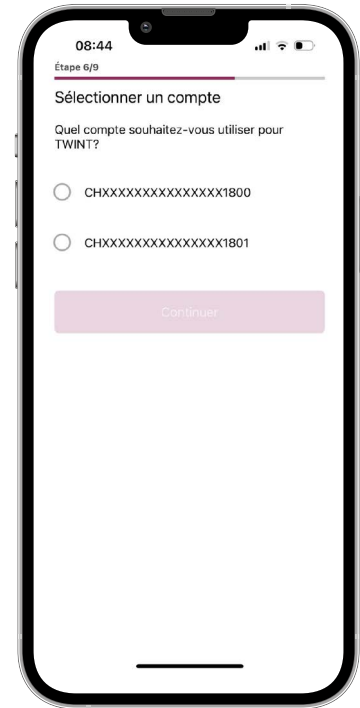 08:44
Étape 6/9
Sélectionner un compte
Quel compte souhaitez-vous utiliser pour
TWINT?
CHXXXXXXXXXXXXXXX1800
CHXXXXXXXXXXXXXXX1801
Continuer